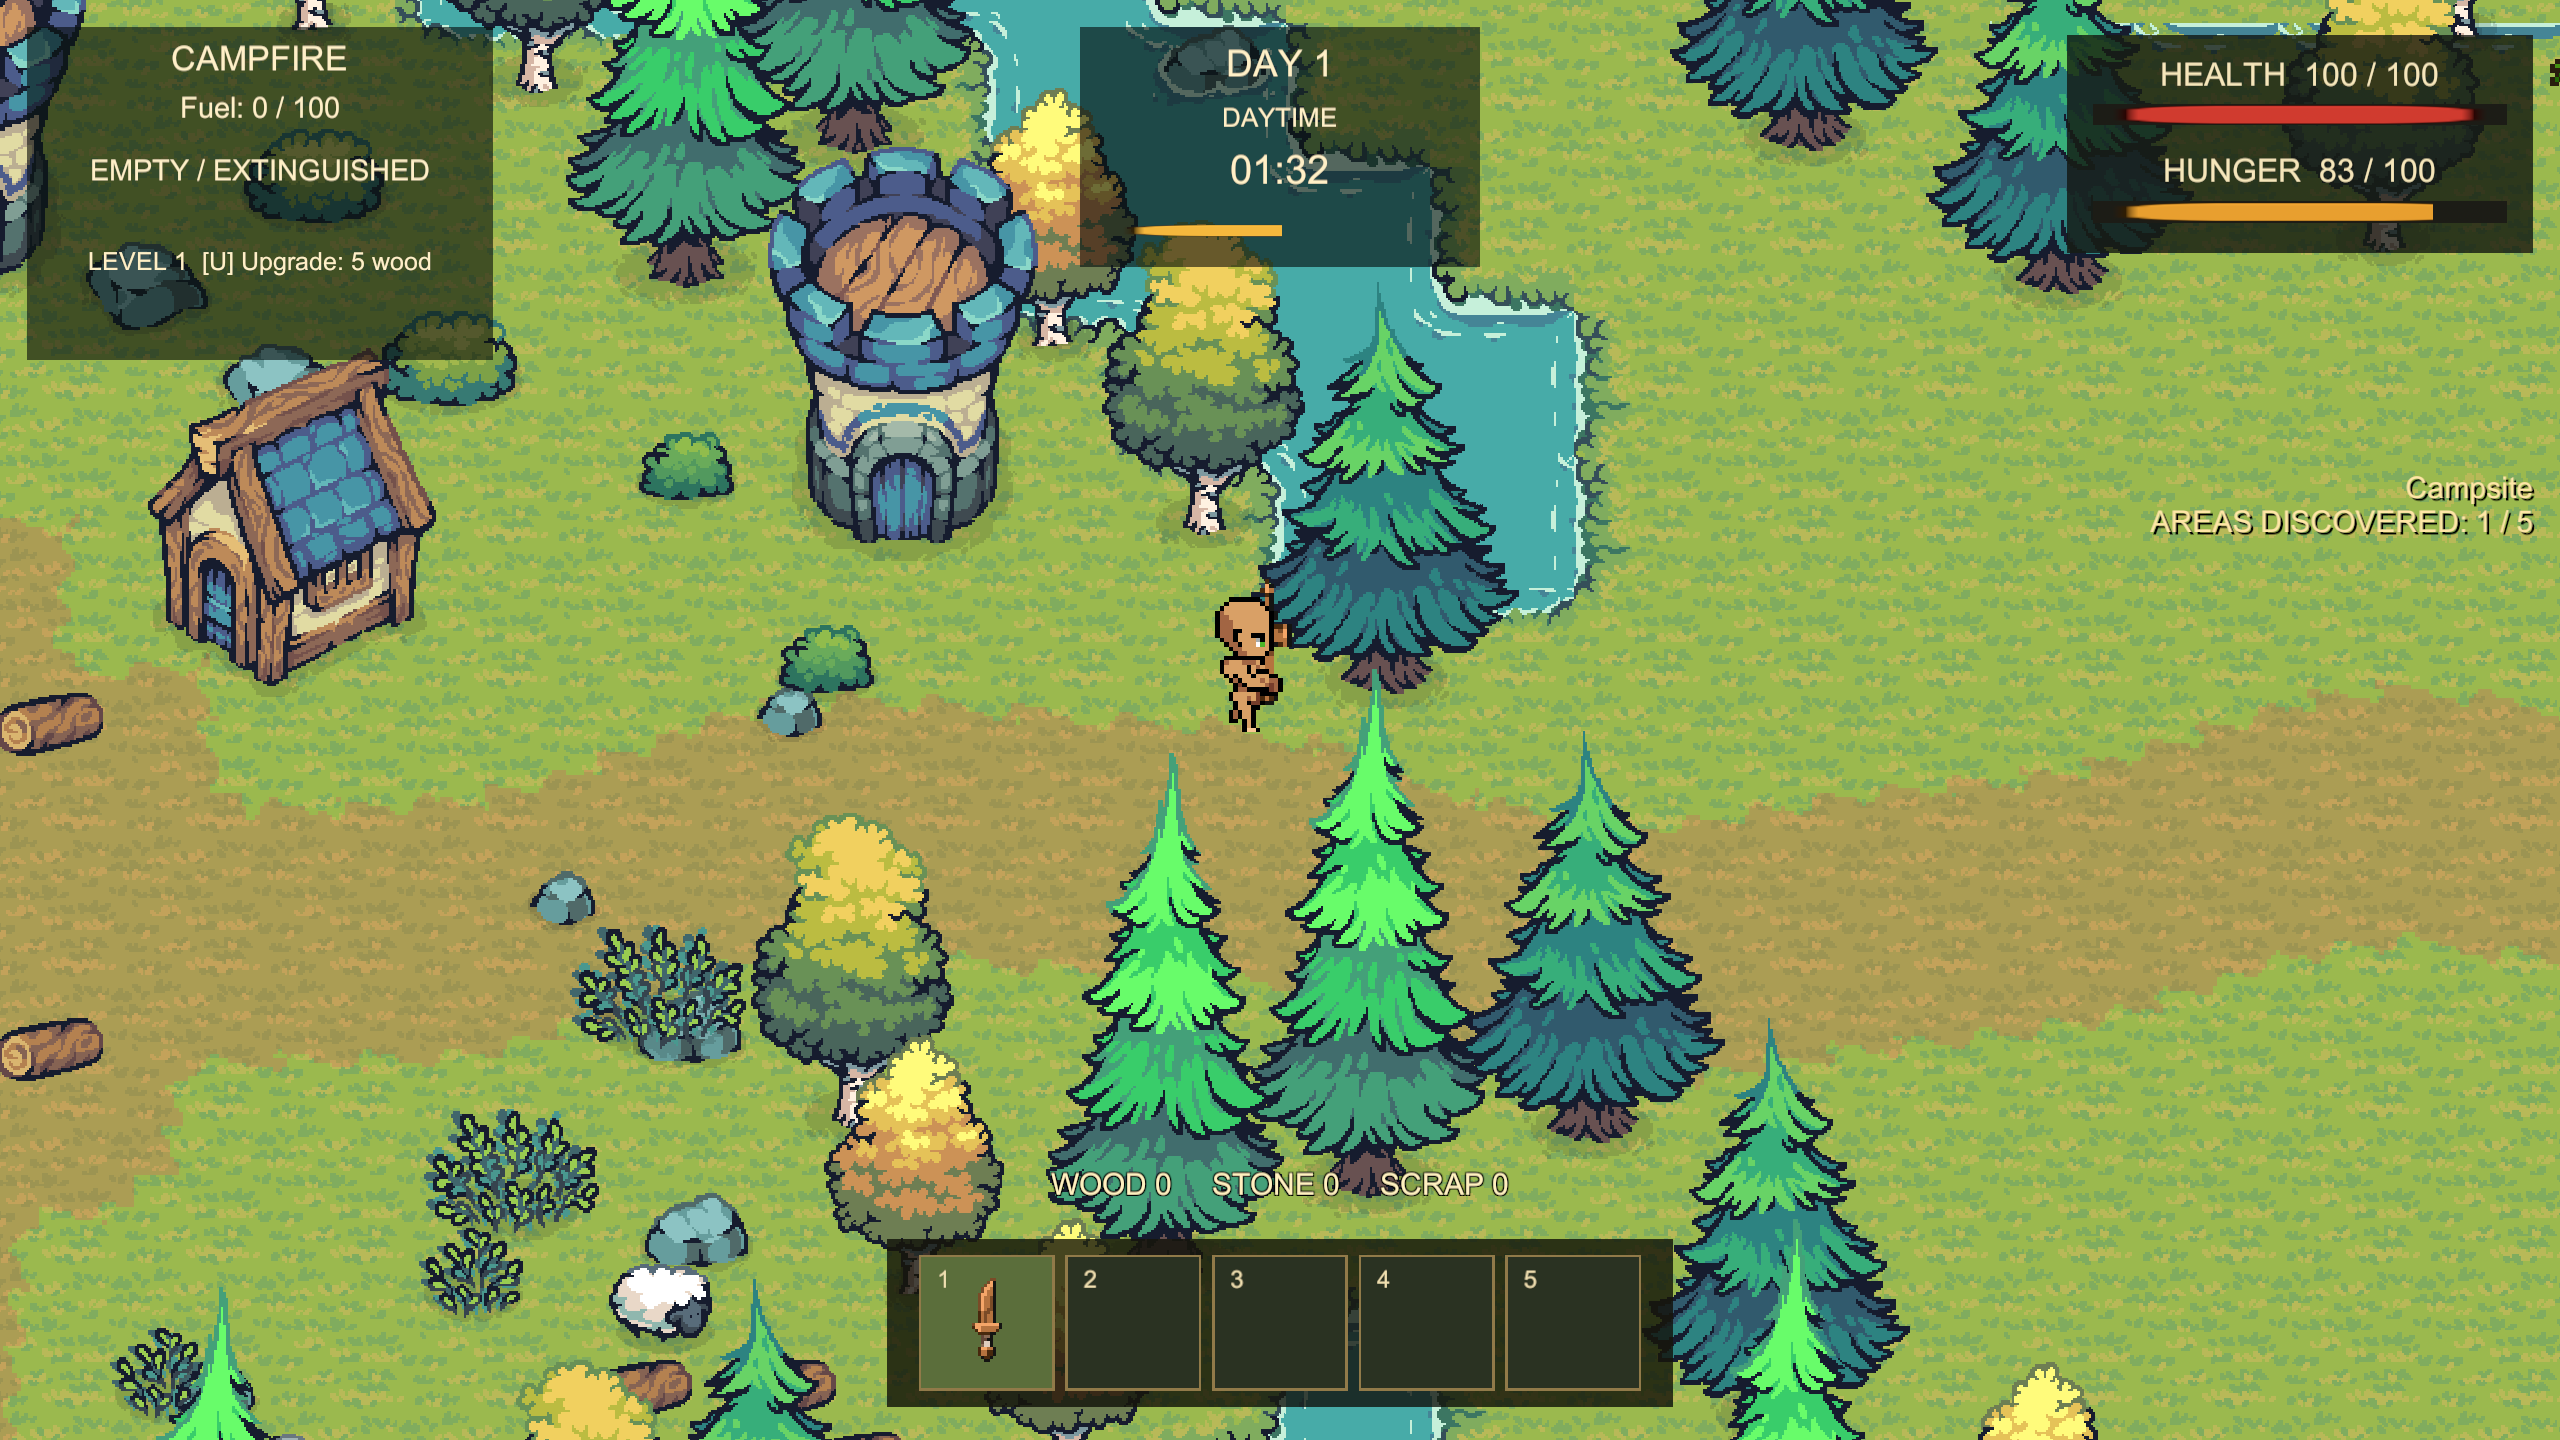 CAMPFIRE
Fuel: 0 / 100
EMPTY / EXTINGUISHED
LEVEL 1 [U] Upgrade: 5 wood
DAY 1
DAYTIME
01:32
HEALTH 100 / 100
HUNGER 83 / 100
Campsite
AREAS DISCOVERED: 1 / 5
WOOD 0 STONE 0 SCRAP 0
1 2 3 4 5